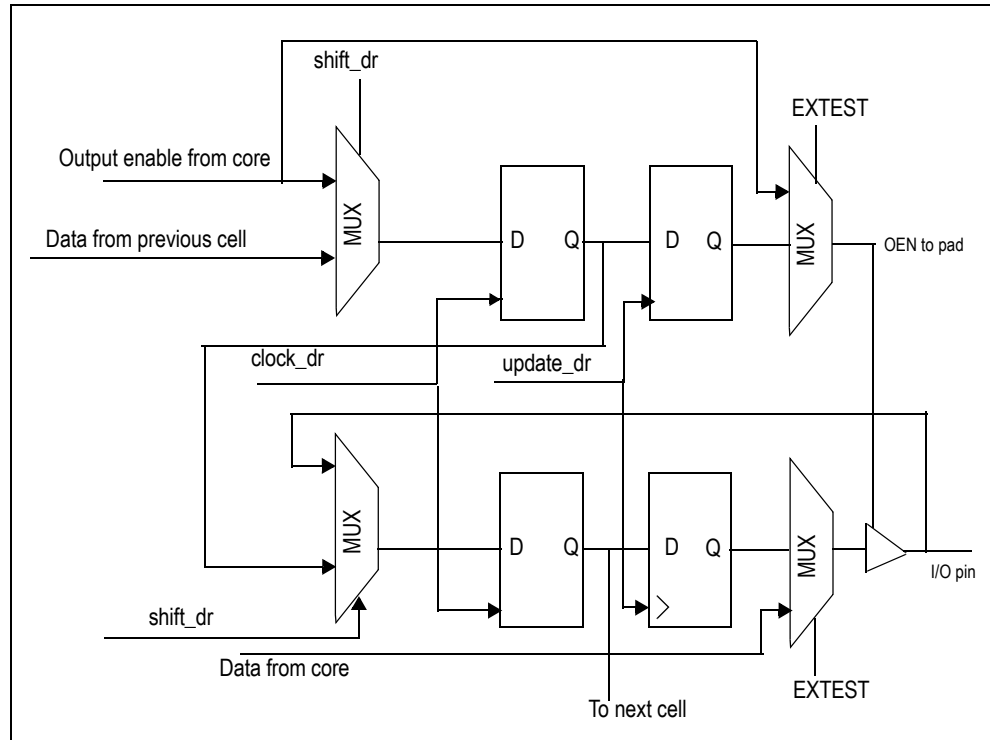 shift_dr
EXTEST
Output enable from core
MUX
MUX
D Q
D Q
Data from previous cell
OEN to pad
clock_dr
update_dr
MUX
MUX
D Q
D Q
I/O pin
shift_dr
Data from core
EXTEST
To next cell